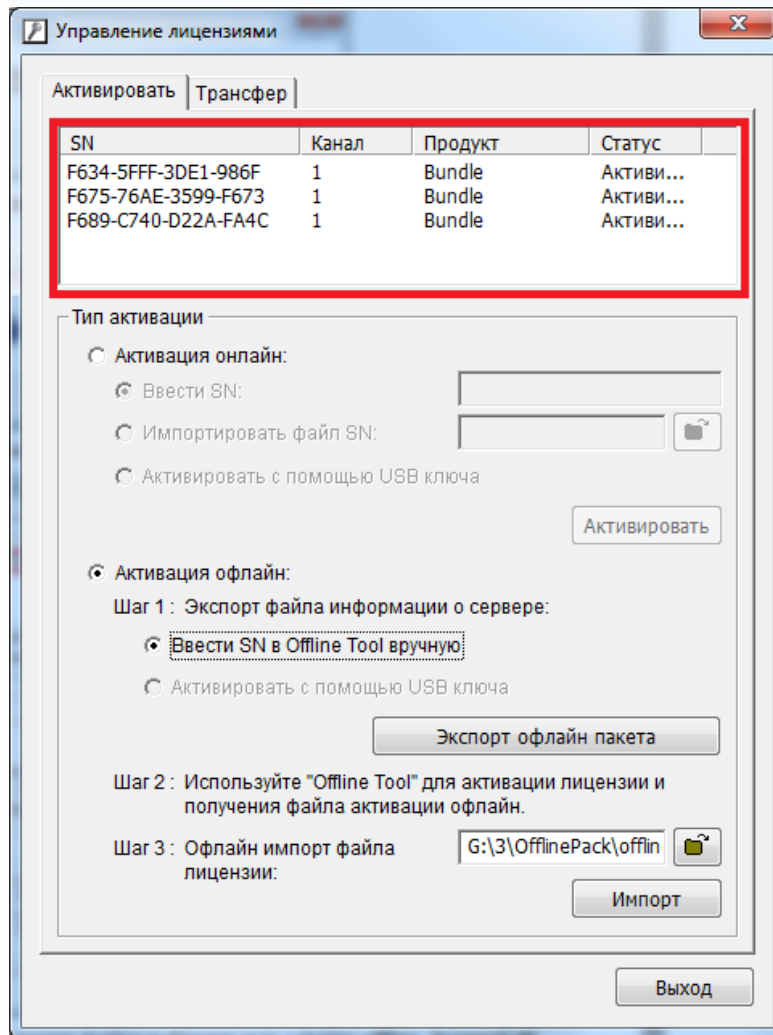 Управление лицензиями
Активировать Трансфер
SN Канал Продукт Статус
F634-5FFF-3DE1-986F 1 Bundle Активи...
F675-76AE-3599-F673 1 Bundle Активи...
F689-C740-D22A-FA4C 1 Bundle Активи...
Тип активации
Активация онлайн:
Ввести SN:
Импортировать файл SN:
Активировать с помощью USB ключа
Активировать
Активация офлайн:
Шаг 1 : Экспорт файла информации о сервере:
Ввести SN в Offline Tool вручную
Активировать с помощью USB ключа
Экспорт офлайн пакета
Шаг 2 : Используйте "Offline Tool" для активации лицензии и
получения файла активации офлайн.
Шаг 3 : Офлайн импорт файла G:\3\OfflinePack\offlin
лицензии:
Импорт
Выход